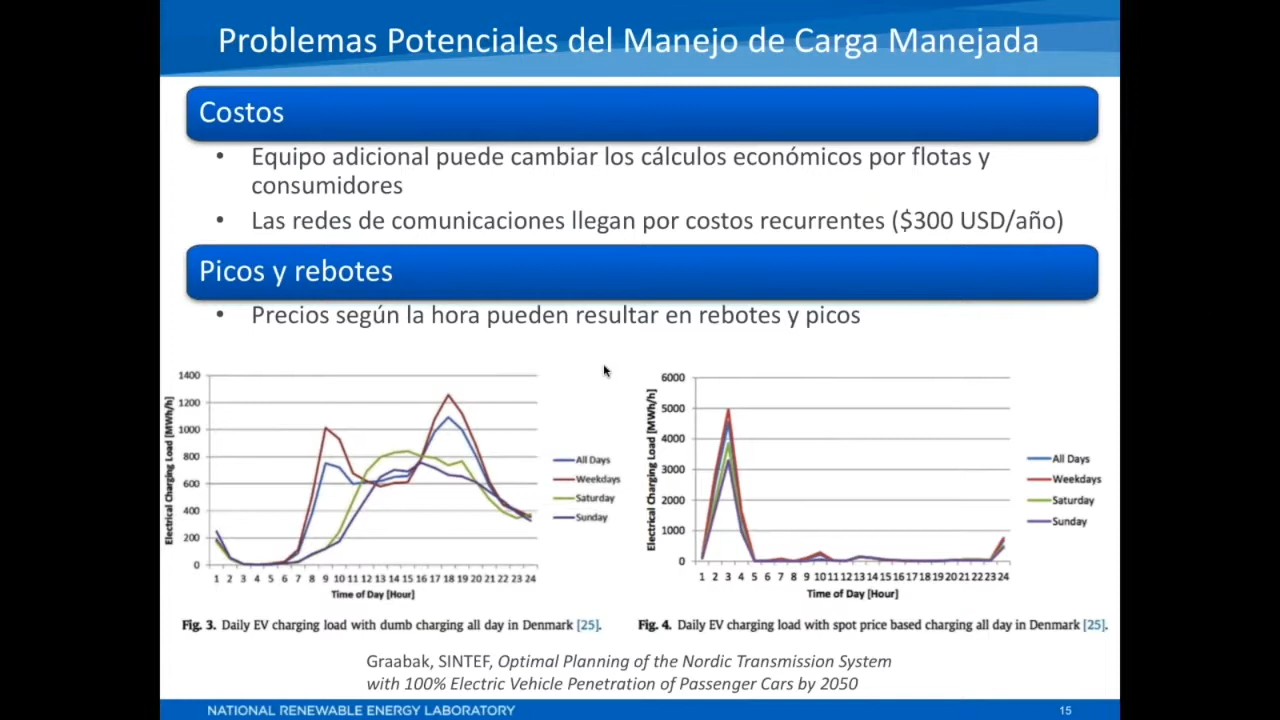 Problemas Potenciales del Manejo de Carga Manejada
Costos
• Equipo adicional puede cambiar los cálculos económicos por flotas y
consumidores
• Las redes de comunicaciones llegan por costos recurrentes ($300 USD/año)
Picos y rebotes
• Precios según la hora pueden resultar en rebotes y picos
Electrical Charging Load [MWh/h]
1400
1200
1000
800
600
400
200
0
1 2 3 4 5 6 7 8 9 10 11 12 13 14 15 16 17 18 19 20 21 22 23 24
Time of Day [Hour]
All Days
Weekdays
Saturday
Sunday
Fig. 3. Daily EV charging load with dumb charging all day in Denmark [25].
Electrical Charging Load [MWh/h]
6000
5000
4000
3000
2000
1000
0
1 2 3 4 5 6 7 8 9 10 11 12 13 14 15 16 17 18 19 20 21 22 23 24
Time of Day [Hour]
All Days
Weekdays
Saturday
Sunday
Fig. 4. Daily EV charging load with spot price based charging all day in Denmark [25].
Graabak, SINTEF, Optimal Planning of the Nordic Transmission System
with 100% Electric Vehicle Penetration of Passenger Cars by 2050
NATIONAL RENEWABLE ENERGY LABORATORY
15